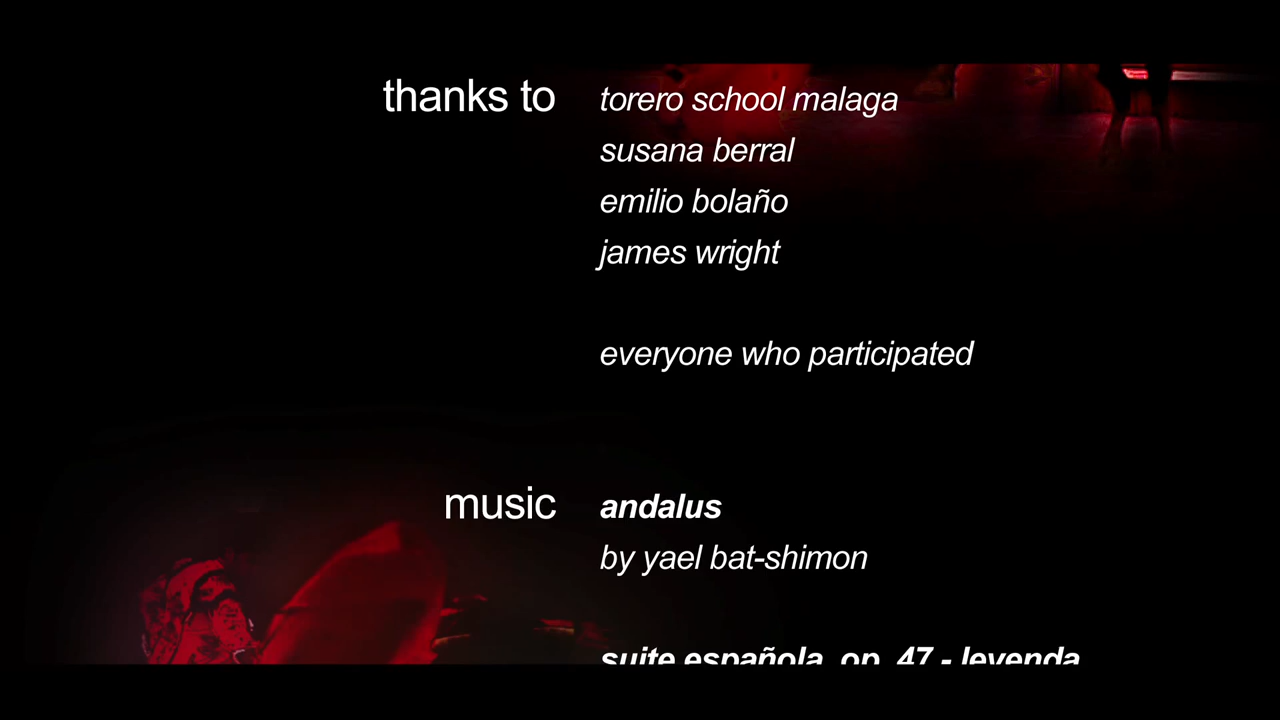 thanks to torero school malaga
susana berral
emilio bolaño
james wright
everyone who participated
music andalus
by yael bat-shimon
suite española, op. 47 - leyenda